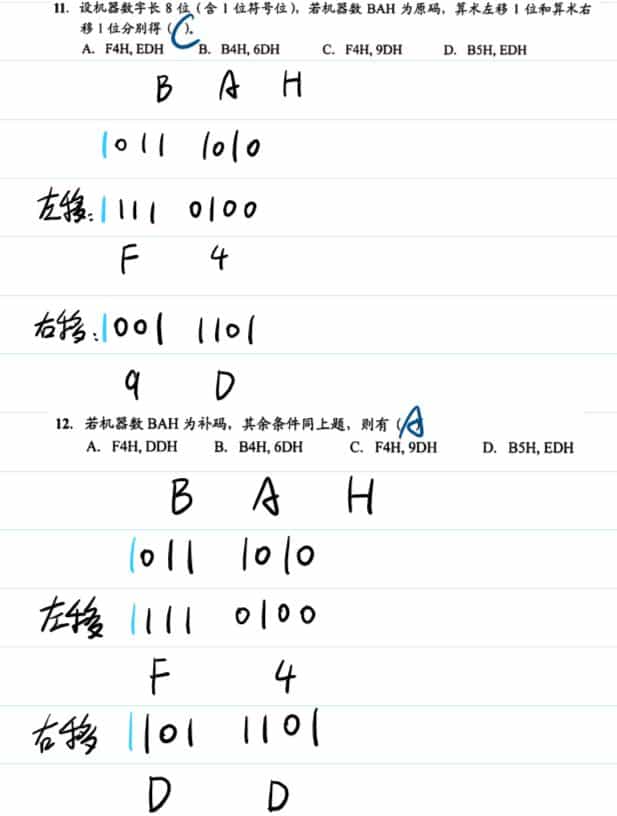 11. 设机器数字长 8 位(含 1 位符号位),若机器数 BAH 为原码,算术左移 1 位和算术右
移 1 位分别得( C )。
A. F4H, EDH B. B4H, 6DH C. F4H, 9DH D. B5H, EDH
B A H
1011 1010
左移:1111 0100
F 4
右移:1001 1101
9 D
12. 若机器数 BAH 为补码,其余条件同上题,则有( A )
A. F4H, DDH B. B4H, 6DH C. F4H, 9DH D. B5H, EDH
B A H
1011 1010
左移 1111 0100
F 4
右移 1101 1101
D D